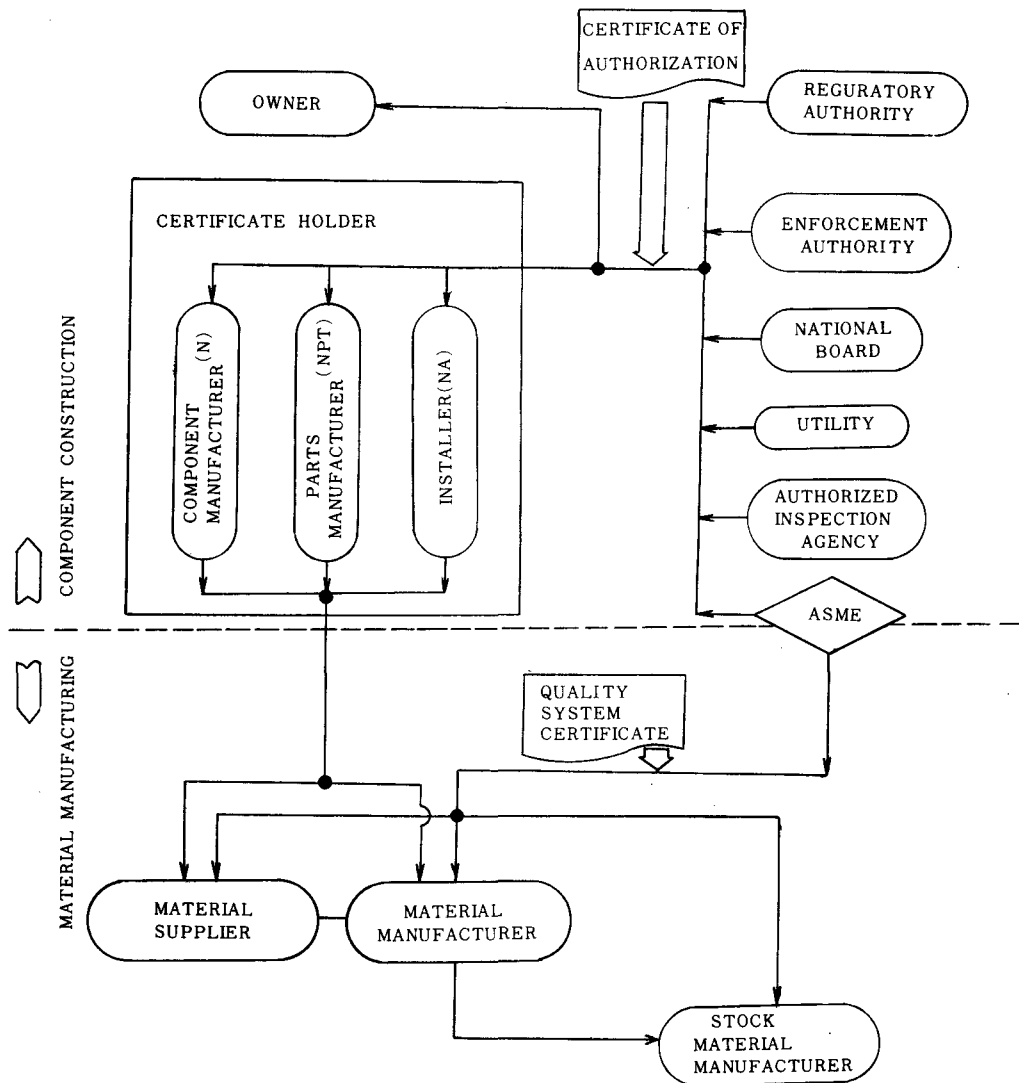 CERTIFICATE OF
AUTHORIZATION
OWNER
REGURATORY
AUTHORITY
CERTIFICATE HOLDER
ENFORCEMENT
AUTHORITY
COMPONENT
MANUFACTURER(N)
PARTS
MANUFACTURER(NPT)
INSTALLER(NA)
NATIONAL
BOARD
UTILITY
AUTHORIZED
INSPECTION
AGENCY
COMPONENT CONSTRUCTION
ASME
MATERIAL MANUFACTURING
QUALITY
SYSTEM
CERTIFICATE
MATERIAL
SUPPLIER
MATERIAL
MANUFACTURER
STOCK
MATERIAL
MANUFACTURER